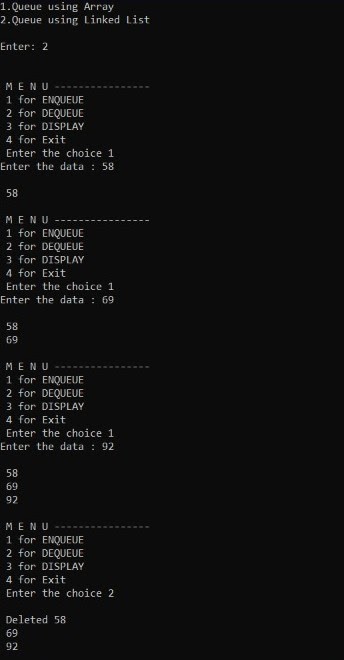 1.Queue using Array
2.Queue using Linked List
Enter: 2
M E N U ----------------
1 for ENQUEUE
2 for DEQUEUE
3 for DISPLAY
4 for Exit
Enter the choice 1
Enter the data : 58
58
M E N U ----------------
1 for ENQUEUE
2 for DEQUEUE
3 for DISPLAY
4 for Exit
Enter the choice 1
Enter the data : 69
58
69
M E N U ----------------
1 for ENQUEUE
2 for DEQUEUE
3 for DISPLAY
4 for Exit
Enter the choice 1
Enter the data : 92
58
69
92
M E N U ----------------
1 for ENQUEUE
2 for DEQUEUE
3 for DISPLAY
4 for Exit
Enter the choice 2
Deleted 58
69
92